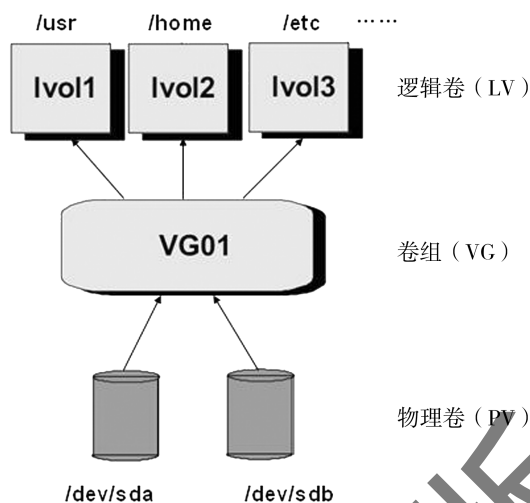 /usr /home /etc ……
lvol1 lvol2 lvol3 逻辑卷（LV）
VG01 卷组（VG）
物理卷（PV）
/dev/sda /dev/sdb